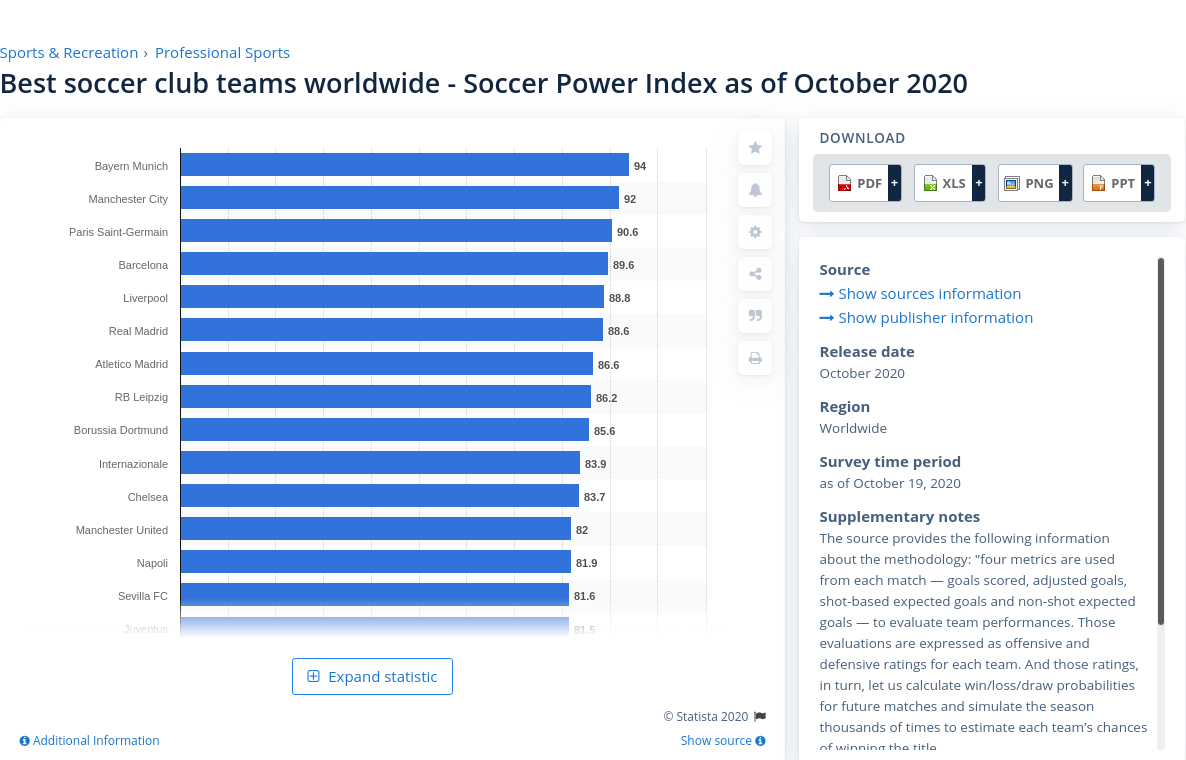 Sports & Recreation › Professional Sports
Best soccer club teams worldwide - Soccer Power Index as of October 2020
Bayern Munich 94
Manchester City 92
Paris Saint-Germain 90.6
Barcelona 89.6
Liverpool 88.8
Real Madrid 88.6
Atletico Madrid 86.6
RB Leipzig 86.2
Borussia Dortmund 85.6
Internazionale 83.9
Chelsea 83.7
Manchester United 82
Napoli 81.9
Sevilla FC 81.6
Juventus 81.5
Expand statistic
© Statista 2020
Additional Information
Show source
DOWNLOAD
PDF + XLS + PNG + PPT +
Source
Show sources information
Show publisher information
Release date
October 2020
Region
Worldwide
Survey time period
as of October 19, 2020
Supplementary notes
The source provides the following information
about the methodology: "four metrics are used
from each match — goals scored, adjusted goals,
shot-based expected goals and non-shot expected
goals — to evaluate team performances. Those
evaluations are expressed as offensive and
defensive ratings for each team. And those ratings,
in turn, let us calculate win/loss/draw probabilities
for future matches and simulate the season
thousands of times to estimate each team’s chances
of winning the title.